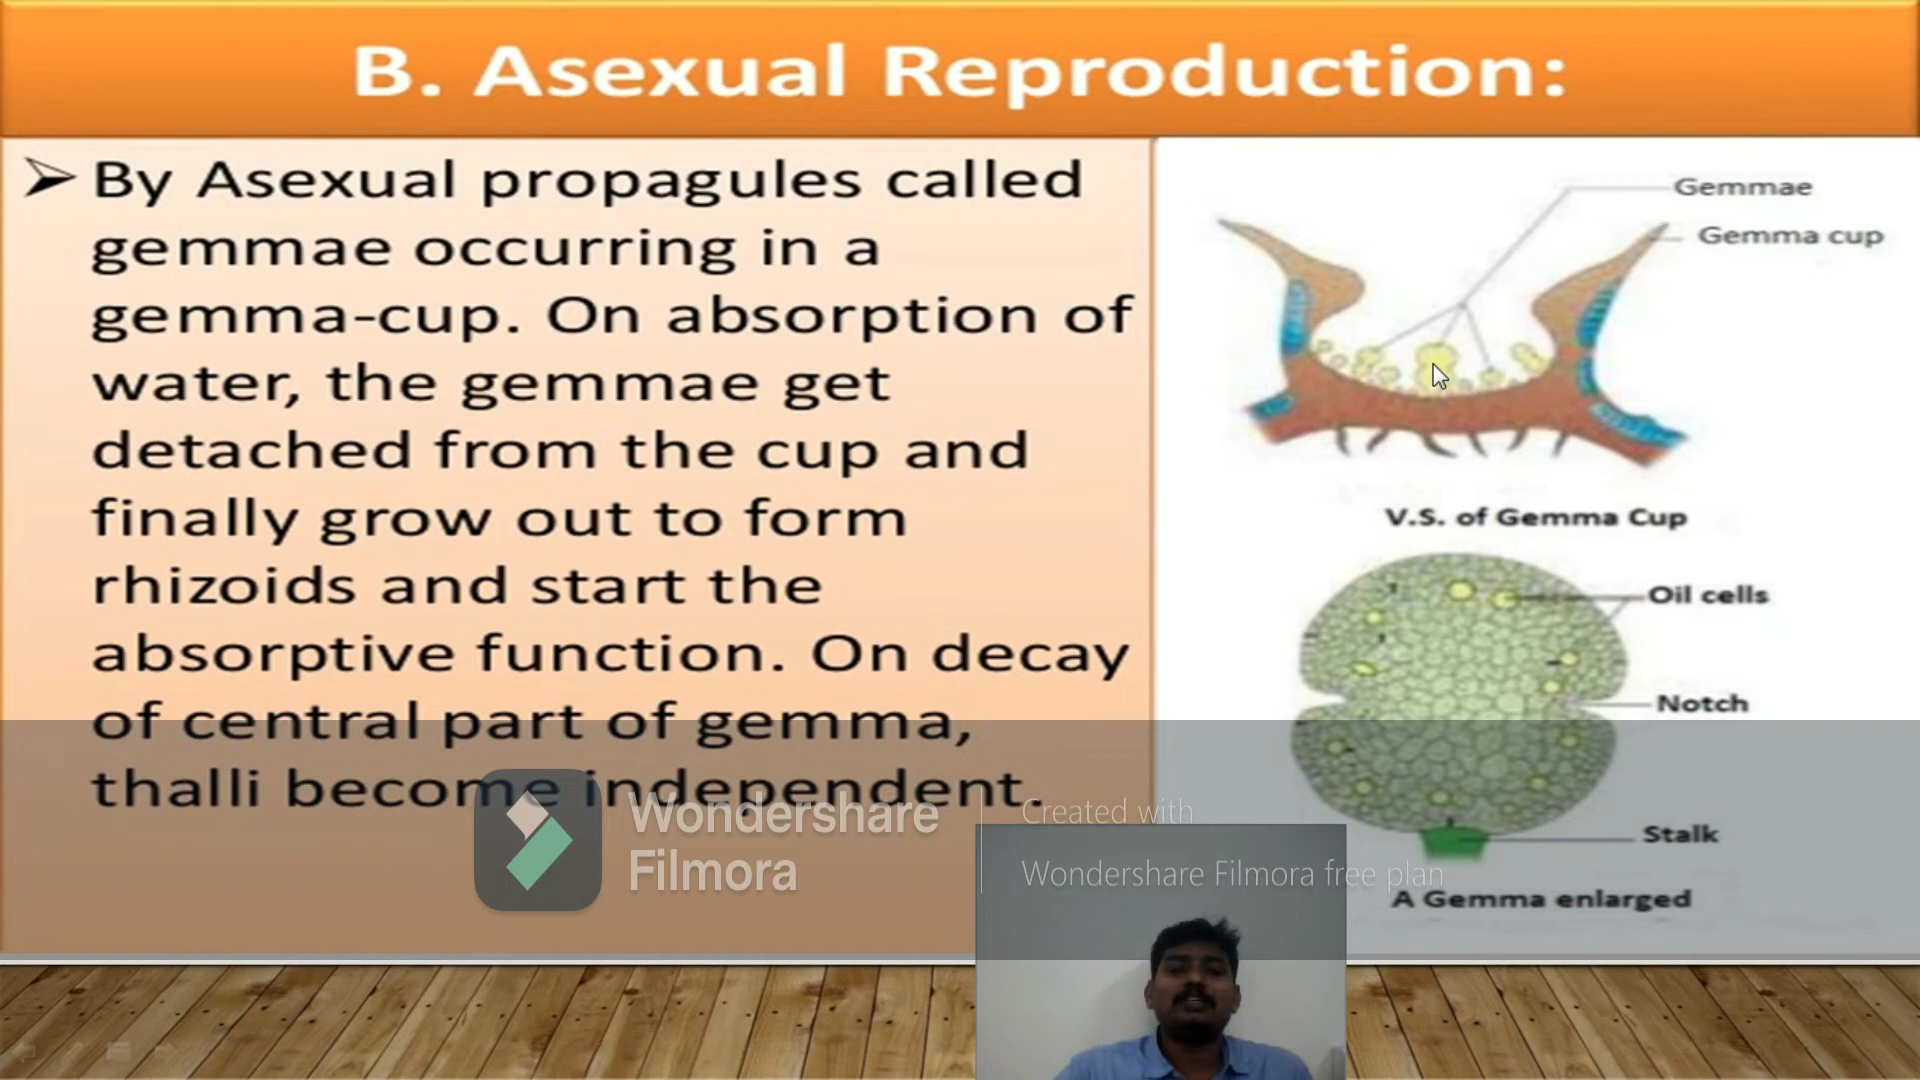 B. Asexual Reproduction:
By Asexual propagules called
gemmae occurring in a
gemma-cup. On absorption of
water, the gemmae get
detached from the cup and
finally grow out to form
rhizoids and start the
absorptive function. On decay
of central part of gemma,
thalli become independent.
Gemmae
Gemma cup
V.S. of Gemma Cup
Oil cells
Notch
Stalk
A Gemma enlarged
Wondershare
Filmora
Created with
Wondershare Filmora free plan